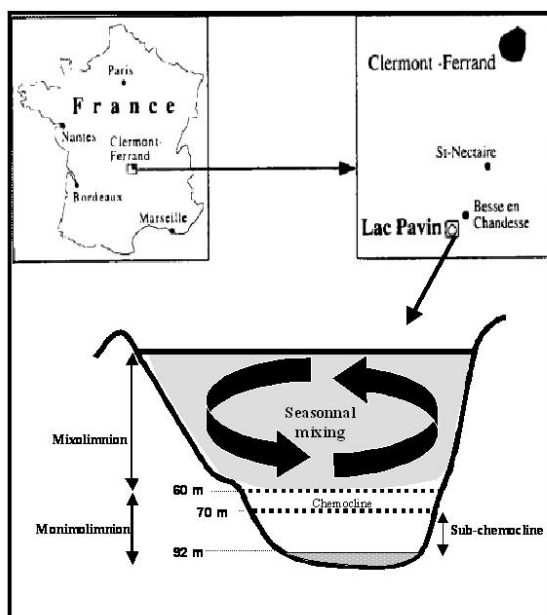 Paris
France
Nantes
Clermont-
Ferrand
Bordeaux
Marseille
Clermont -Ferrand
St-Nectaire
Besse en
Chandesse
Lac Pavin
Seasonnal
mixing
Mixolimnion
60 m
Chemocline
70 m
Monimolimnion
Sub-chemocline
92 m